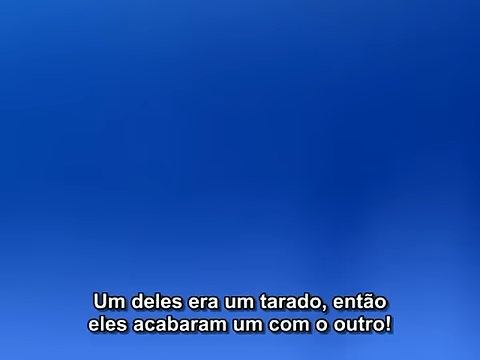 Um deles era um tarado, então
eles acabaram um com o outro!